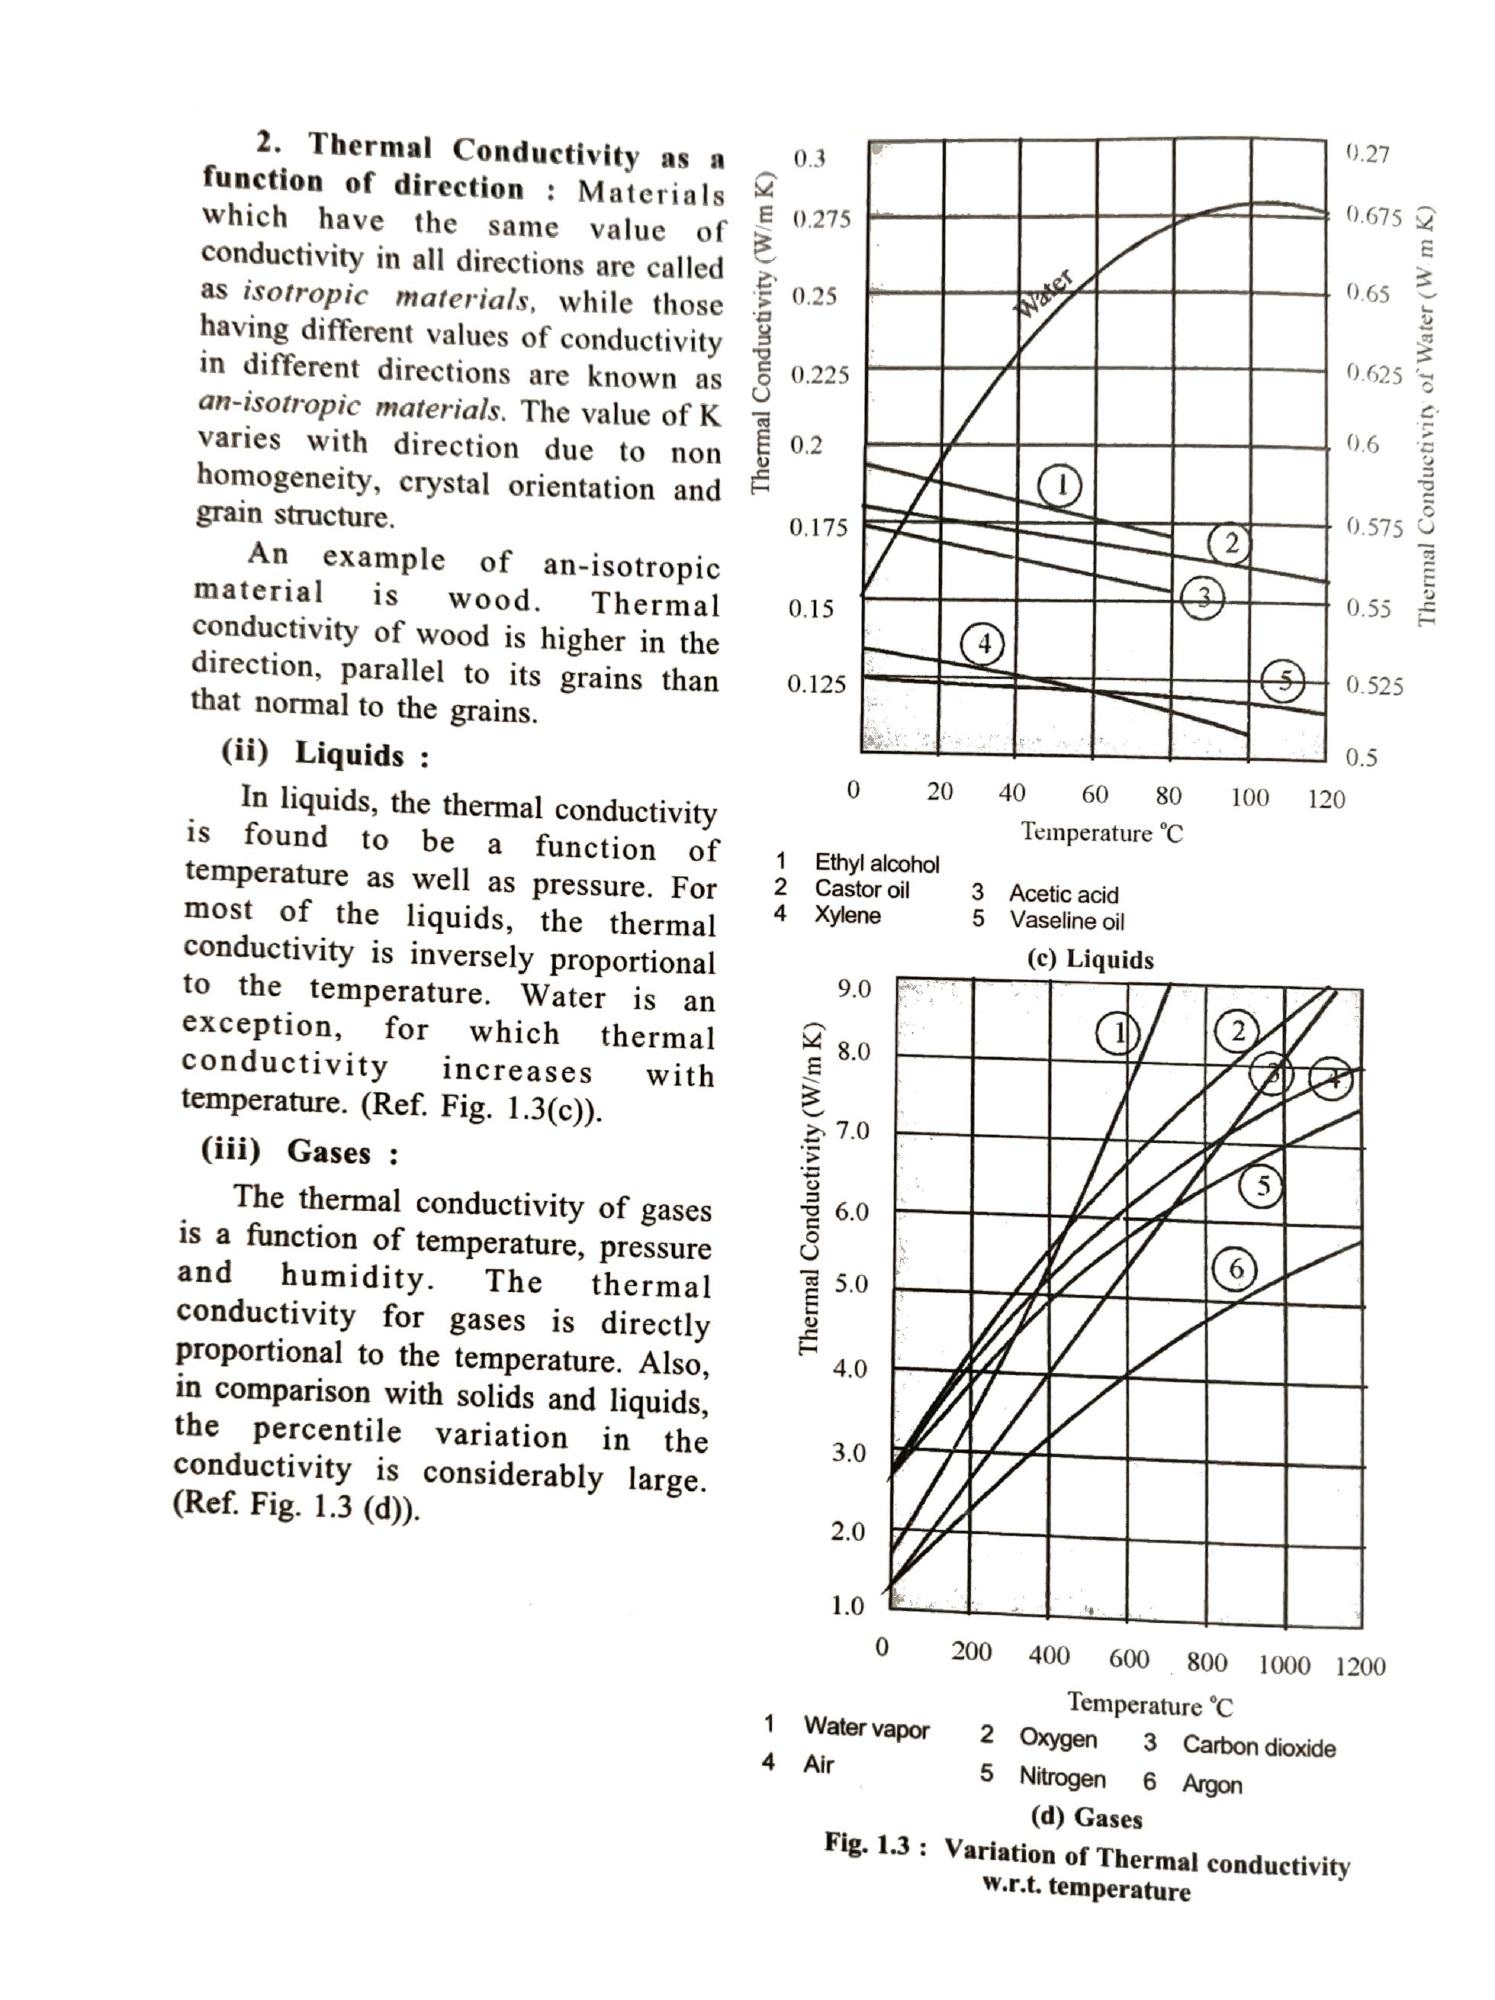 2. Thermal Conductivity as a
function of direction : Materials
which have the same value of
conductivity in all directions are called
as isotropic materials, while those
having different values of conductivity
in different directions are known as
an-isotropic materials. The value of K
varies with direction due to non
homogeneity, crystal orientation and
grain structure.
An example of an-isotropic
material is wood. Thermal
conductivity of wood is higher in the
direction, parallel to its grains than
that normal to the grains.
(ii) Liquids :
In liquids, the thermal conductivity
is found to be a function of
temperature as well as pressure. For
most of the liquids, the thermal
conductivity is inversely proportional
to the temperature. Water is an
exception, for which thermal
conductivity increases with
temperature. (Ref. Fig. 1.3(c)).
(iii) Gases :
The thermal conductivity of gases
is a function of temperature, pressure
and humidity. The thermal
conductivity for gases is directly
proportional to the temperature. Also,
in comparison with solids and liquids,
the percentile variation in the
conductivity is considerably large.
(Ref. Fig. 1.3 (d)).
Thermal Conductivity (W/m K)
0.3
0.275
0.25
0.225
0.2
0.175
0.15
0.125
Water
1
2
3
4
5
0.27
0.675
0.65
0.625
0.6
0.575
0.55
0.525
0.5
Thermal Conductivity of Water (W m K)
0 20 40 60 80 100 120
Temperature °C
1 Ethyl alcohol
2 Castor oil 3 Acetic acid
4 Xylene 5 Vaseline oil
(c) Liquids
Thermal Conductivity (W/m K)
9.0
8.0
7.0
6.0
5.0
4.0
3.0
2.0
1.0
1
2
3
4
5
6
0 200 400 600 800 1000 1200
Temperature °C
1 Water vapor 2 Oxygen 3 Carbon dioxide
4 Air 5 Nitrogen 6 Argon
(d) Gases
Fig. 1.3 : Variation of Thermal conductivity
w.r.t. temperature